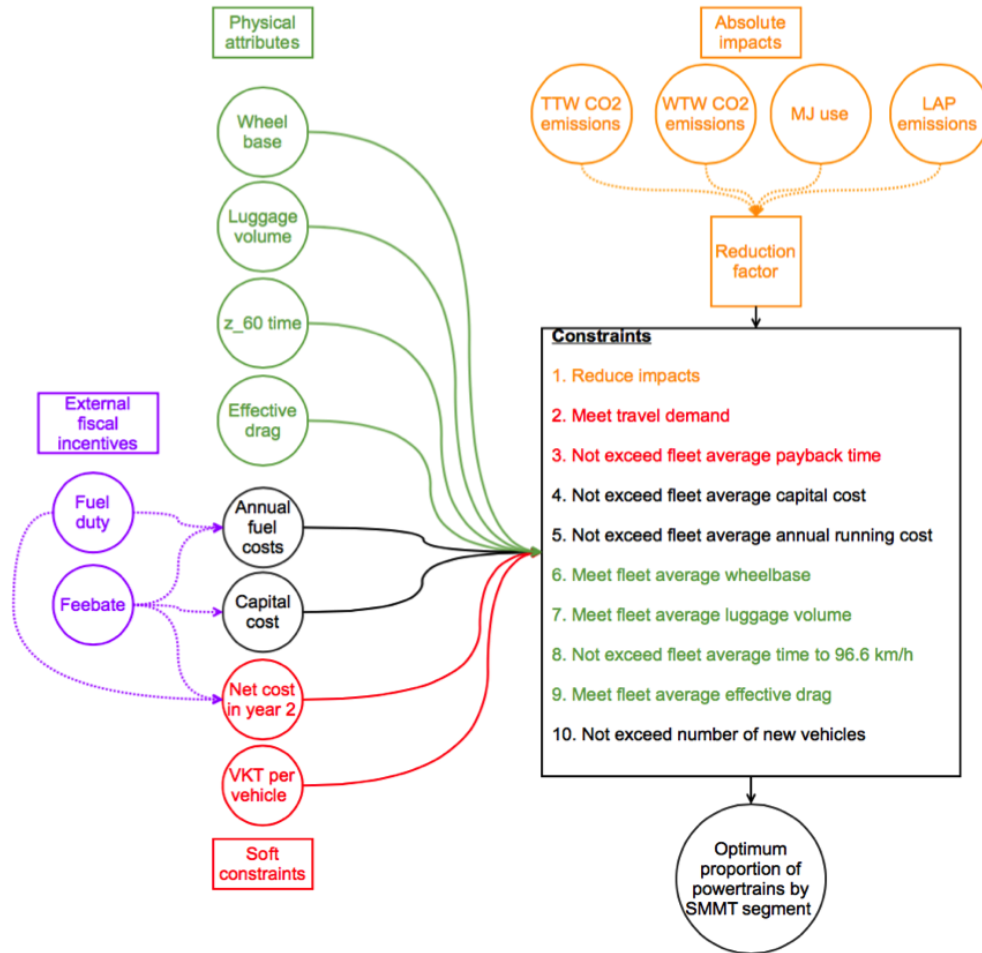 Physical
attributes
Absolute
impacts
Wheel
base
TTW CO2
emissions
WTW CO2
emissions
MJ use
LAP
emissions
Luggage
volume
Reduction
factor
z_60 time
Effective
drag
External
fiscal
incentives
Fuel
duty
Feebate
Annual
fuel
costs
Capital
cost
Net cost
in year 2
VKT per
vehicle
Soft
constraints
Constraints
1. Reduce impacts
2. Meet travel demand
3. Not exceed fleet average payback time
4. Not exceed fleet average capital cost
5. Not exceed fleet average annual running cost
6. Meet fleet average wheelbase
7. Meet fleet average luggage volume
8. Not exceed fleet average time to 96.6 km/h
9. Meet fleet average effective drag
10. Not exceed number of new vehicles
Optimum
proportion of
powertrains by
SMMT segment